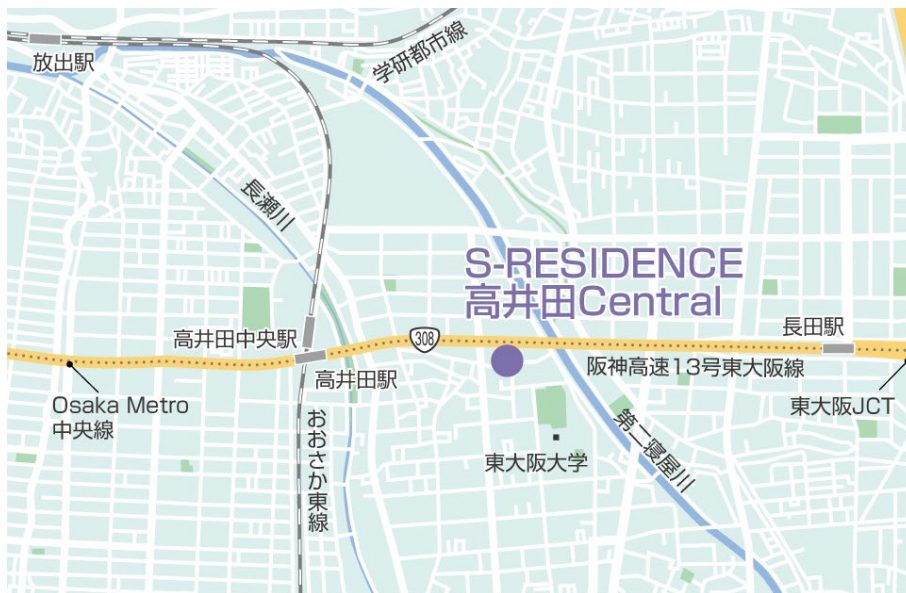 放出駅
学研都市線
長瀬川
S-RESIDENCE
高井田Central
高井田中央駅
308
長田駅
高井田駅
阪神高速13号東大阪線
Osaka Metro
中央線
東大阪JCT
おおさか東線
第二寝屋川
東大阪大学